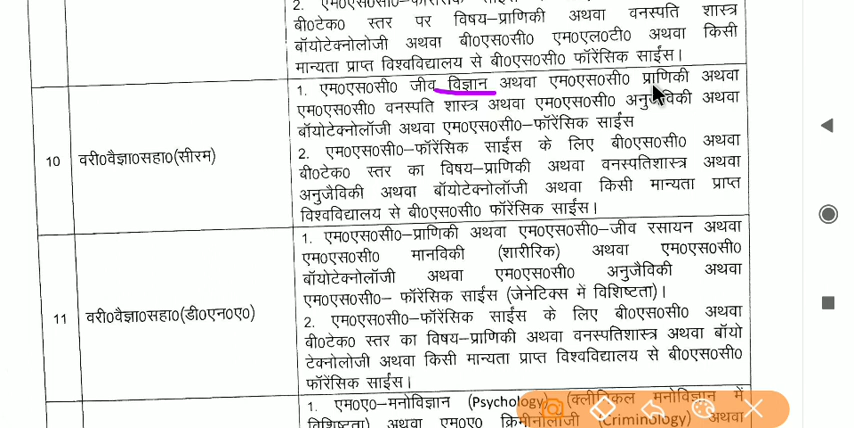 2. एम0एस0सी0–फॉरेंसिक साईंस के लिए बी0एस0सी0 अथवा
बी0टेक0 स्तर पर विषय–प्राणिकी अथवा वनस्पति शास्त्र
बॉयोटेक्नोलोजी अथवा बी0एस0सी0 एम0एल0टी0 अथवा किसी
मान्यता प्राप्त विश्वविद्यालय से बी0एस0सी0 फॉरेंसिक साईंस।
10
वरी0वैज्ञा0सहा0(सीरम)
1. एम0एस0सी0 जीव विज्ञान अथवा एम0एस0सी0 प्राणिकी अथवा
एम0एस0सी0 वनस्पति शास्त्र अथवा एम0एस0सी0 अनुजैविकी अथवा
बॉयोटेक्नोलॉजी अथवा एम0एस0सी0–फॉरेंसिक साईंस
2. एम0एस0सी0–फॉरेंसिक साईंस के लिए बी0एस0सी0 अथवा
बी0टेक0 स्तर का विषय–प्राणिकी अथवा वनस्पतिशास्त्र अथवा
अनुजैविकी अथवा बॉयोटेक्नोलॉजी अथवा किसी मान्यता प्राप्त
विश्वविद्यालय से बी0एस0सी0 फॉरेंसिक साईंस।
11
वरी0वैज्ञा0सहा0(डी0एन0ए0)
1. एम0एस0सी0–प्राणिकी अथवा एम0एस0सी0–जीव रसायन अथवा
एम0एस0सी0 मानविकी (शारीरिक) अथवा एम0एस0सी0
बॉयोटेक्नोलॉजी अथवा एम0एस0सी0 अनुजैविकी अथवा
एम0एस0सी0– फॉरेंसिक साईंस (जेनेटिक्स में विशिष्टता)।
2. एम0एस0सी0–फॉरेंसिक साईंस के लिए बी0एस0सी0 अथवा
बी0टेक0 स्तर का विषय–प्राणिकी अथवा वनस्पतिशास्त्र अथवा बॉयो
टेक्नोलोजी अथवा किसी मान्यता प्राप्त विश्वविद्यालय से बी0एस0सी0
फॉरेंसिक साईंस।
1. एम0ए0–मनोविज्ञान (Psychology) (क्लीनिकल मनोविज्ञान में
विशिष्टता) अथवा एम0ए0 क्रिमीनोलॉजी (Criminology) अथवा